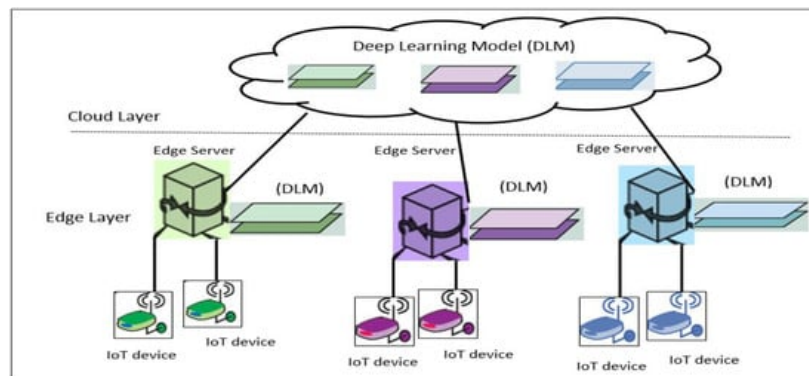 Deep Learning Model (DLM)
Cloud Layer
Edge Server
Edge Server
Edge Server
(DLM)
(DLM)
(DLM)
Edge Layer
IoT device
IoT device
IoT device
IoT device
IoT device
IoT device